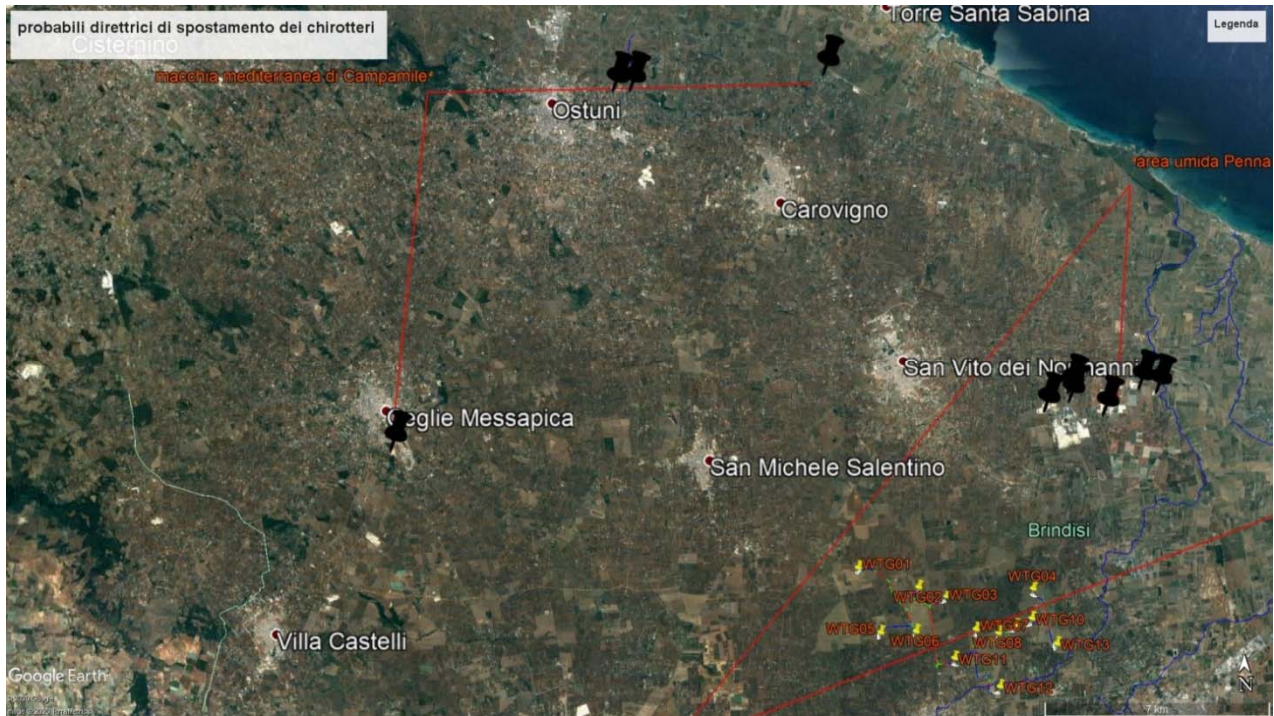 probabili direttrici di spostamento dei chirotteri
Cisternino
Torre Santa Sabina
Legenda
macchia mediterranea di Campamile
Ostuni
area umida Penna
Carovigno
San Vito dei Normanni
Ceglie Messapica
San Michele Salentino
Brindisi
WTG01
WTG04
WTG02
WTG03
WTG05
WTG06
WTG10
WTG08
WTG13
WTG11
WTG12
Villa Castelli
Google Earth
N
7 km